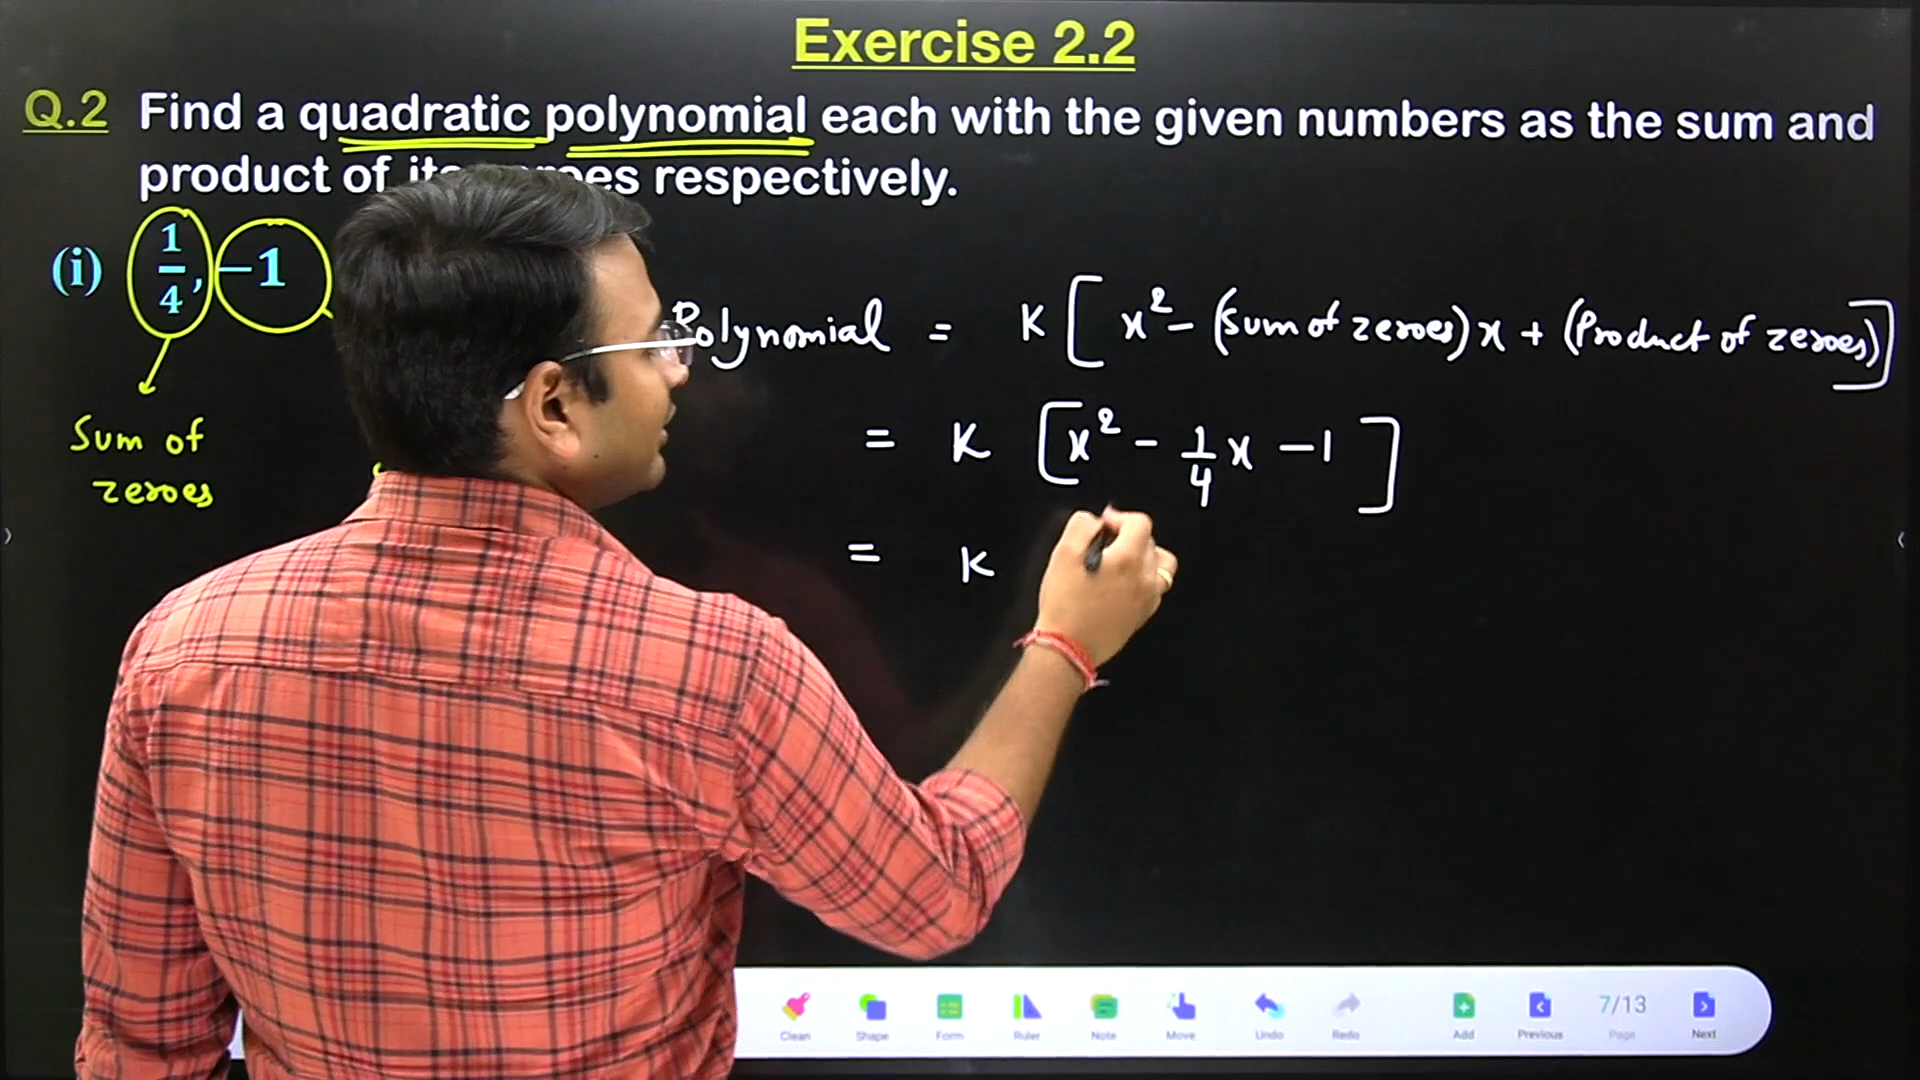 Exercise 2.2
Q.2 Find a quadratic polynomial each with the given numbers as the sum and
product of respectively.
(i) 1/4, -1
Polynomial = K [ x² - (Sum of zeroes) x + (Product of zeroes) ]
Sum of
zeroes
= K [ x² - 1/4 x - 1 ]
= K
Clean Shape Form Ruler Note Move Undo Redo Add Previous 7/13 Page Next